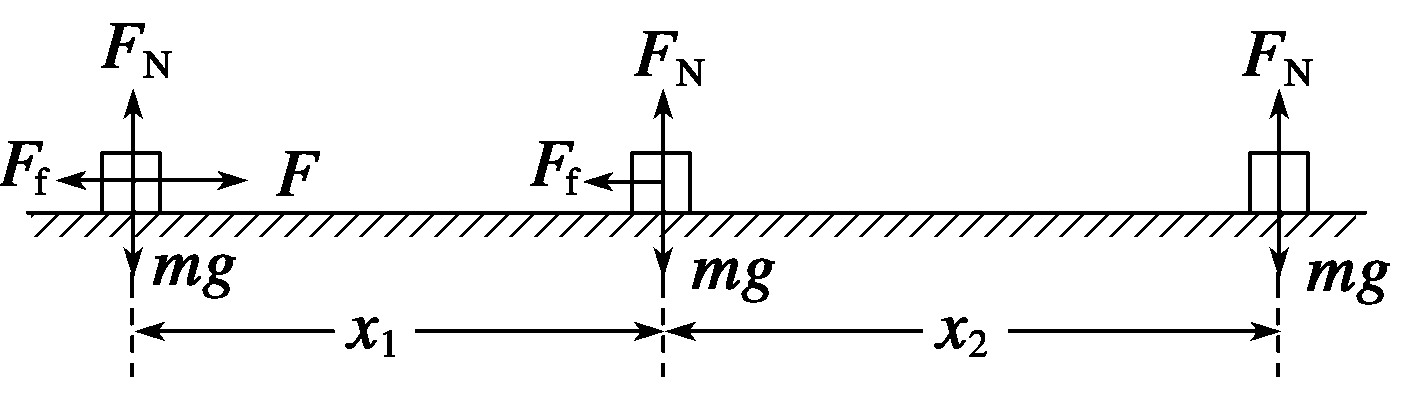 F_N F_N F_N
F_f F F_f
mg mg mg
x_1 x_2